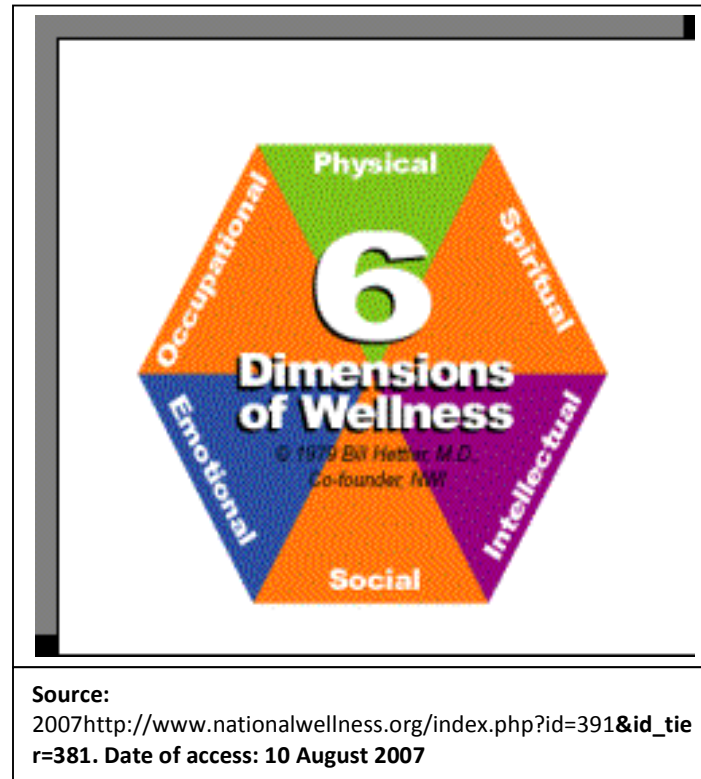 Physical
Occupational
Spiritual
6
Dimensions
of Wellness
© 1979 Bill Hettler, M.D.,
Co-founder, NWI
Emotional
Intellectual
Social
Source:
2007http://www.nationalwellness.org/index.php?id=391&id_tie
r=381. Date of access: 10 August 2007